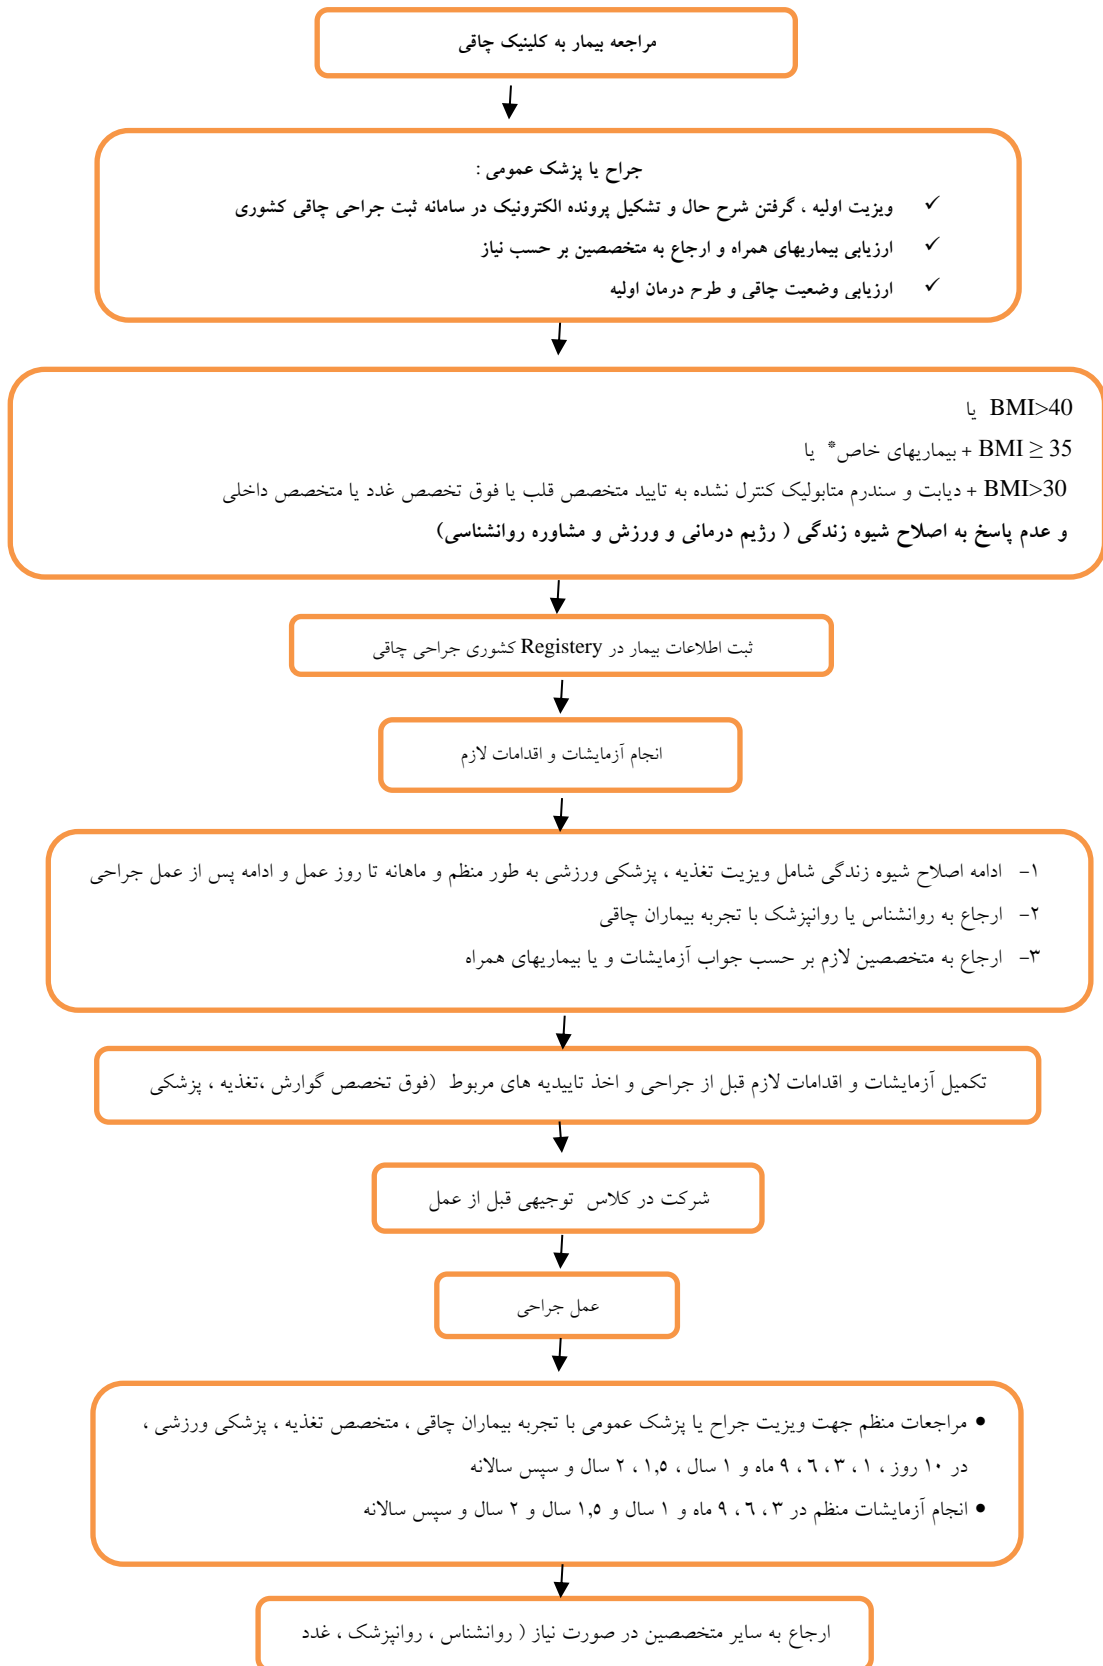 مراجعه بیمار به کلینیک چاقی
جراح یا پزشک عمومی :
✓ ویزیت اولیه ، گرفتن شرح حال و تشکیل پرونده الکترونیک در سامانه ثبت جراحی چاقی کشوری
✓ ارزیابی بیماریهای همراه و ارجاع به متخصصین بر حسب نیاز
✓ ارزیابی وضعیت چاقی و طرح درمان اولیه
BMI>40 یا
BMI ≥ 35 + بیماریهای خاص* یا
BMI>30 + دیابت و سندرم متابولیک کنترل نشده به تایید متخصص قلب یا فوق تخصص غدد یا متخصص داخلی
و عدم پاسخ به اصلاح شیوه زندگی ( رژیم درمانی و ورزش و مشاوره روانشناسی)
ثبت اطلاعات بیمار در Registery کشوری جراحی چاقی
انجام آزمایشات و اقدامات لازم
۱- ادامه اصلاح شیوه زندگی شامل ویزیت تغذیه ، پزشکی ورزشی به طور منظم و ماهانه تا روز عمل و ادامه پس از عمل جراحی
۲- ارجاع به روانشناس یا روانپزشک با تجربه بیماران چاقی
۳- ارجاع به متخصصین لازم بر حسب جواب آزمایشات و یا بیماریهای همراه
تکمیل آزمایشات و اقدامات لازم قبل از جراحی و اخذ تاییدیه های مربوط (فوق تخصص گوارش ،تغذیه ، پزشکی
شرکت در کلاس توجیهی قبل از عمل
عمل جراحی
● مراجعات منظم جهت ویزیت جراح یا پزشک عمومی با تجربه بیماران چاقی ، متخصص تغذیه ، پزشکی ورزشی ،
در ۱۰ روز ، ۱ ، ۳ ، ٦ ، ۹ ماه و ۱ سال ، ۱,٥ ، ۲ سال و سپس سالانه
● انجام آزمایشات منظم در ۳ ، ٦ ، ۹ ماه و ۱ سال و ۱,٥ سال و ۲ سال و سپس سالانه
ارجاع به سایر متخصصین در صورت نیاز ( روانشناس ، روانپزشک ، غدد